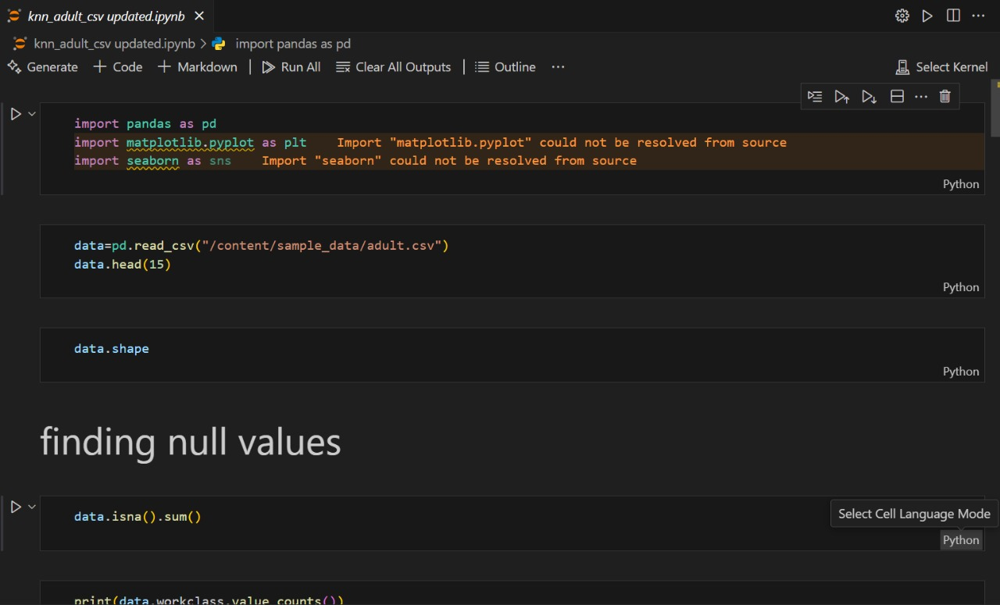 knn_adult_csv updated.ipynb
knn_adult_csv updated.ipynb > import pandas as pd
Generate + Code + Markdown | Run All Clear All Outputs | Outline ... Select Kernel
import pandas as pd
import matplotlib.pyplot as plt Import "matplotlib.pyplot" could not be resolved from source
import seaborn as sns Import "seaborn" could not be resolved from source
Python
data=pd.read_csv("/content/sample_data/adult.csv")
data.head(15)
Python
data.shape
Python
finding null values
data.isna().sum()
Select Cell Language Mode
Python
print(data.workclass.value_counts())